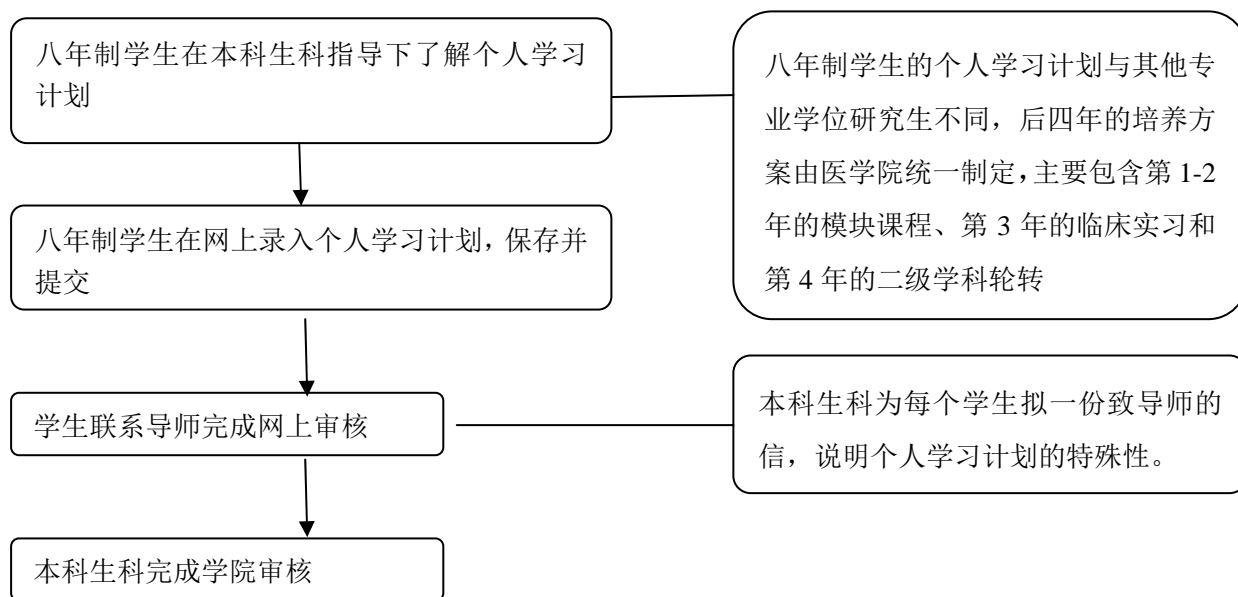 八年制学生在本科生科指导下了解个人学习
计划
八年制学生的个人学习计划与其他专
业学位研究生不同，后四年的培养方
案由医学院统一制定，主要包含第 1-2
年的模块课程、第 3 年的临床实习和
第 4 年的二级学科轮转
八年制学生在网上录入个人学习计划，保存并
提交
学生联系导师完成网上审核
本科生科为每个学生拟一份致导师的
信，说明个人学习计划的特殊性。
本科生科完成学院审核